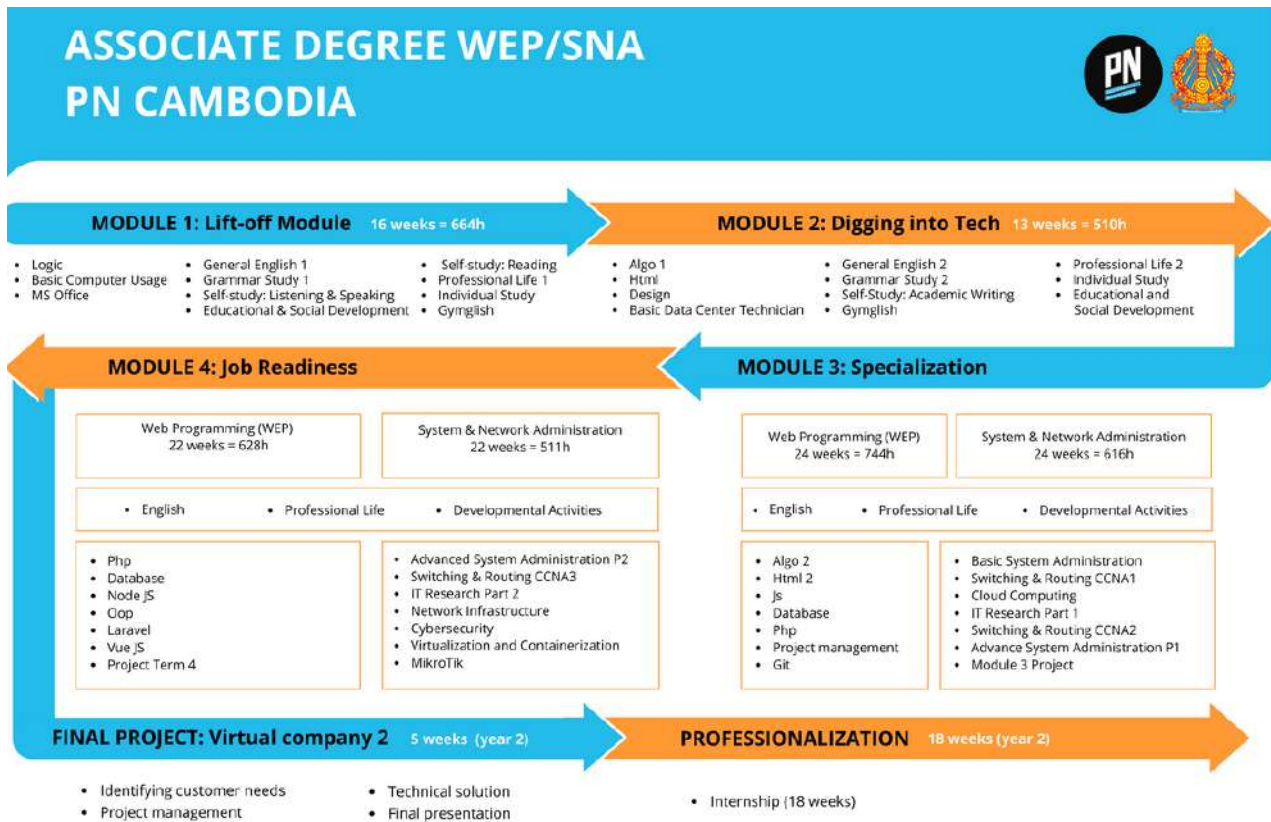 ASSOCIATE DEGREE WEP/SNA
PN CAMBODIA
PN
MODULE 1: Lift-off Module 16 weeks = 664h
• Logic
• Basic Computer Usage
• MS Office
• General English 1
• Grammar Study 1
• Self-study: Listening & Speaking
• Educational & Social Development
• Self-study: Reading
• Professional Life 1
• Individual Study
• Gymglish
MODULE 2: Digging into Tech 13 weeks = 510h
• Algo 1
• Html
• Design
• Basic Data Center Technician
• General English 2
• Grammar Study 2
• Self-Study: Academic Writing
• Gymglish
• Professional Life 2
• Individual Study
• Educational and
Social Development
MODULE 3: Specialization
Web Programming (WEP)
24 weeks = 744h
System & Network Administration
24 weeks = 616h
• English • Professional Life • Developmental Activities
• Algo 2
• Html 2
• Js
• Database
• Php
• Project management
• Git
• Basic System Administration
• Switching & Routing CCNA1
• Cloud Computing
• IT Research Part 1
• Switching & Routing CCNA2
• Advance System Administration P1
• Module 3 Project
MODULE 4: Job Readiness
Web Programming (WEP)
22 weeks = 628h
System & Network Administration
22 weeks = 511h
• English • Professional Life • Developmental Activities
• Php
• Database
• Node JS
• Oop
• Laravel
• Vue JS
• Project Term 4
• Advanced System Administration P2
• Switching & Routing CCNA3
• IT Research Part 2
• Network Infrastructure
• Cybersecurity
• Virtualization and Containerization
• MikroTik
FINAL PROJECT: Virtual company 2 5 weeks (year 2)
• Identifying customer needs
• Project management
• Technical solution
• Final presentation
PROFESSIONALIZATION 18 weeks (year 2)
• Internship (18 weeks)